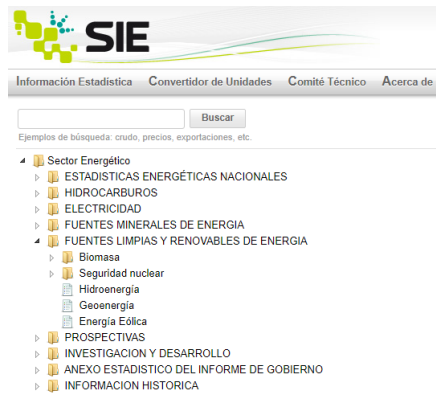 SIE
Información Estadística Convertidor de Unidades Comité Técnico Acerca de
Buscar
Ejemplos de búsqueda: crudo, precios, exportaciones, etc.
Sector Energético
ESTADISTICAS ENERGÉTICAS NACIONALES
HIDROCARBUROS
ELECTRICIDAD
FUENTES MINERALES DE ENERGIA
FUENTES LIMPIAS Y RENOVABLES DE ENERGIA
Biomasa
Seguridad nuclear
Hidroenergía
Geoenergía
Energía Eólica
PROSPECTIVAS
INVESTIGACION Y DESARROLLO
ANEXO ESTADISTICO DEL INFORME DE GOBIERNO
INFORMACION HISTORICA